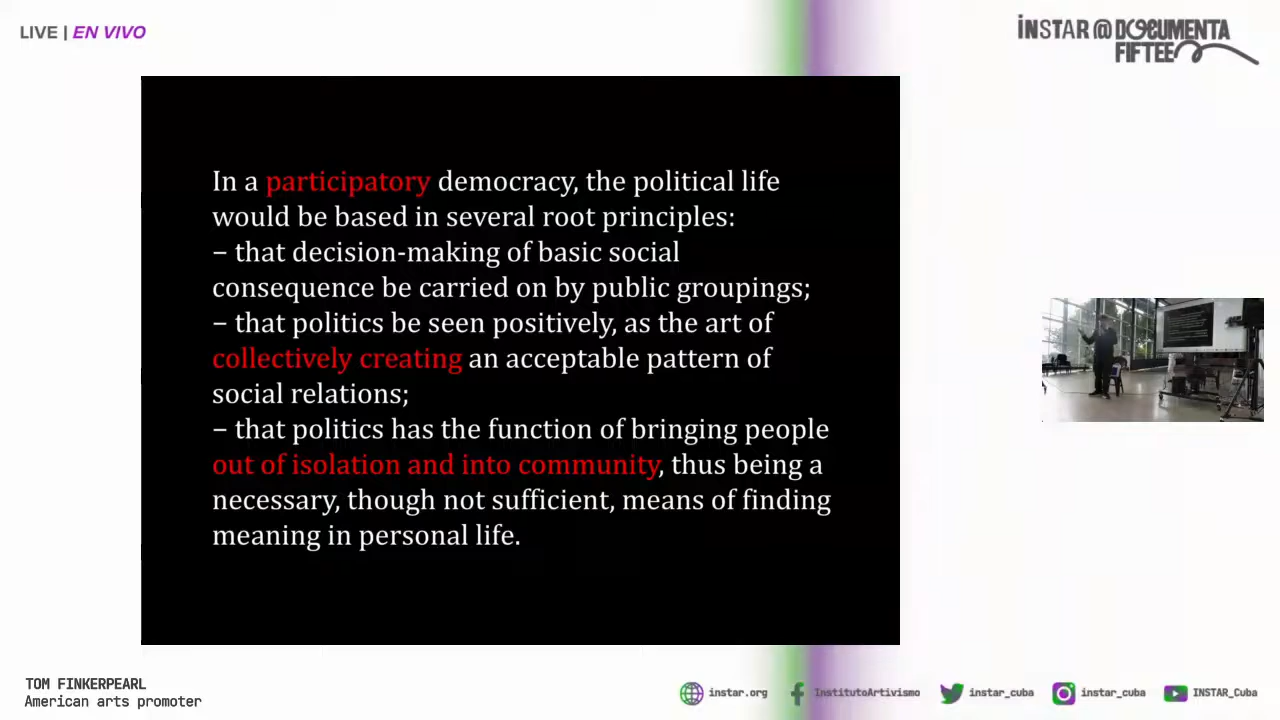 LIVE | EN VIVO
iNSTAR @ DOCUMENTA
FIFTEEN
In a participatory democracy, the political life
would be based in several root principles:
– that decision-making of basic social
consequence be carried on by public groupings;
– that politics be seen positively, as the art of
collectively creating an acceptable pattern of
social relations;
– that politics has the function of bringing people
out of isolation and into community, thus being a
necessary, though not sufficient, means of finding
meaning in personal life.
TOM FINKERPEARL
American arts promoter
instar.org
InstitutoArtivismo
instar_cuba
instar_cuba
INSTAR_Cuba